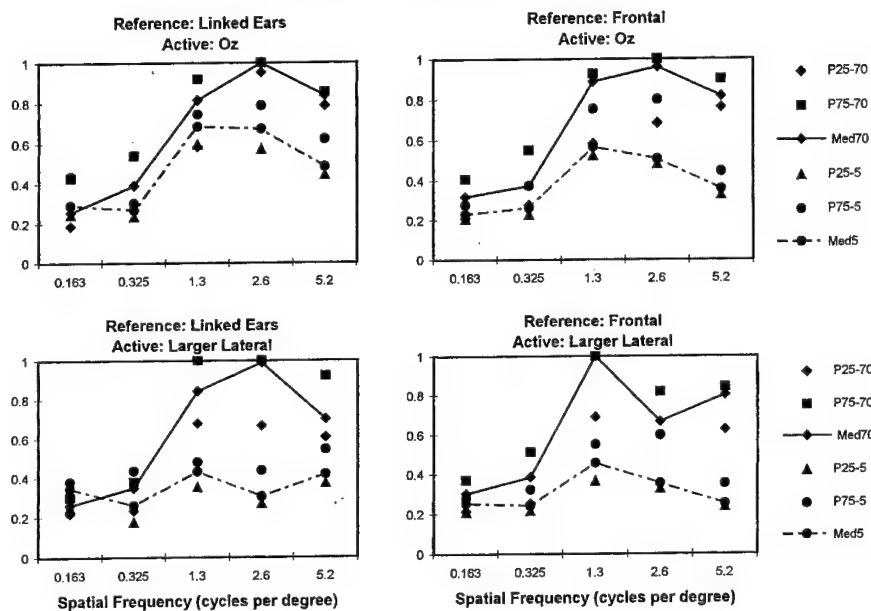 Reference: Linked Ears
Active: Oz
1
0.8
0.6
0.4
0.2
0
0.163 0.325 1.3 2.6 5.2
Reference: Frontal
Active: Oz
1
0.8
0.6
0.4
0.2
0
0.163 0.325 1.3 2.6 5.2
P25-70
P75-70
Med70
P25-5
P75-5
Med5
Reference: Linked Ears
Active: Larger Lateral
1
0.8
0.6
0.4
0.2
0
0.163 0.325 1.3 2.6 5.2
Spatial Frequency (cycles per degree)
Reference: Frontal
Active: Larger Lateral
1
0.8
0.6
0.4
0.2
0
0.163 0.325 1.3 2.6 5.2
Spatial Frequency (cycles per degree)
P25-70
P75-70
Med70
P25-5
P75-5
Med5